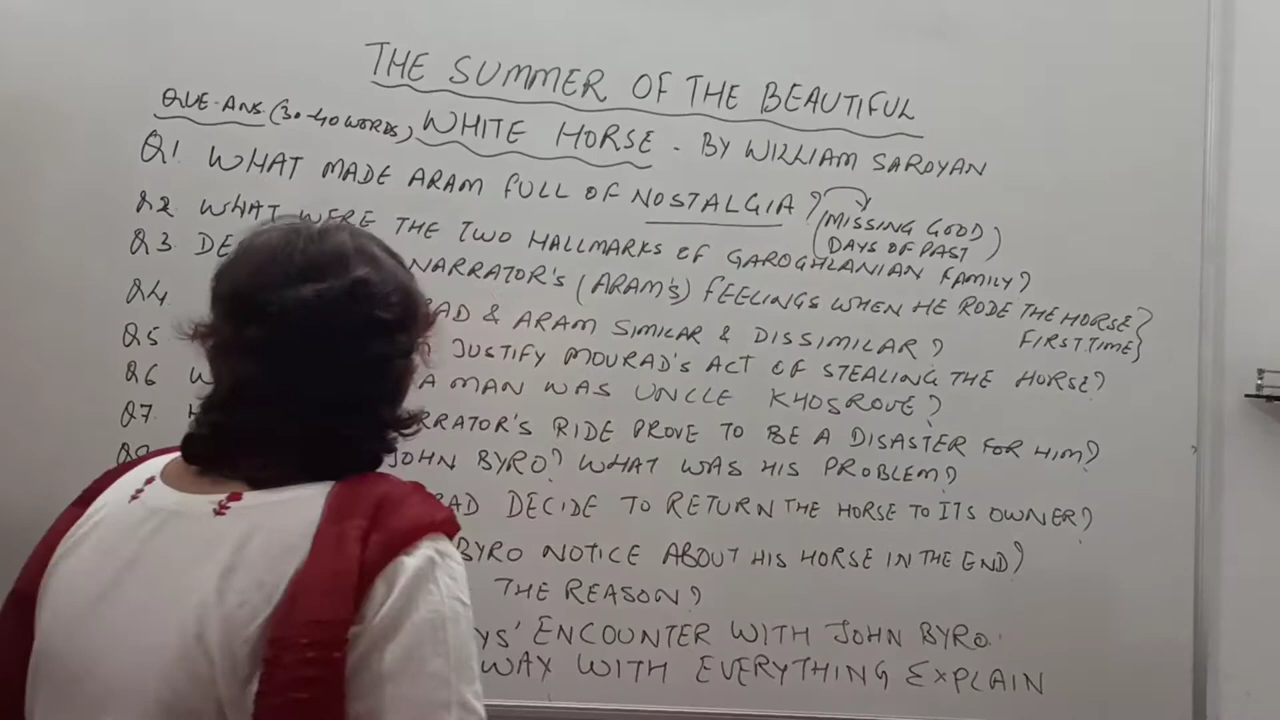 THE SUMMER OF THE BEAUTIFUL
QUE-ANS. (30-40 WORDS) WHITE HORSE - BY WILLIAM SAROYAN
Q1 WHAT MADE ARAM FULL OF NOSTALGIA? (MISSING GOOD
DAYS OF PAST)
Q2 WHAT WERE THE TWO HALLMARKS OF GAROGHLANIAN FAMILY?
Q3 DE NARRATOR'S (ARAM'S) FEELINGS WHEN HE RODE THE HORSE
FIRST TIME
Q4 & ARAM SIMILAR & DISSIMILAR?
Q5 JUSTIFY MOURAD'S ACT OF STEALING THE HORSE?
Q6 A MAN WAS UNCLE KHOSROVE?
Q7 RRATOR'S RIDE PROVE TO BE A DISASTER FOR HIM?
JOHN BYRO? WHAT WAS HIS PROBLEM?
RAD DECIDE TO RETURN THE HORSE TO ITS OWNER?
BYRO NOTICE ABOUT HIS HORSE IN THE END?
THE REASON?
YS' ENCOUNTER WITH JOHN BYRO.
WAY WITH EVERYTHING EXPLAIN